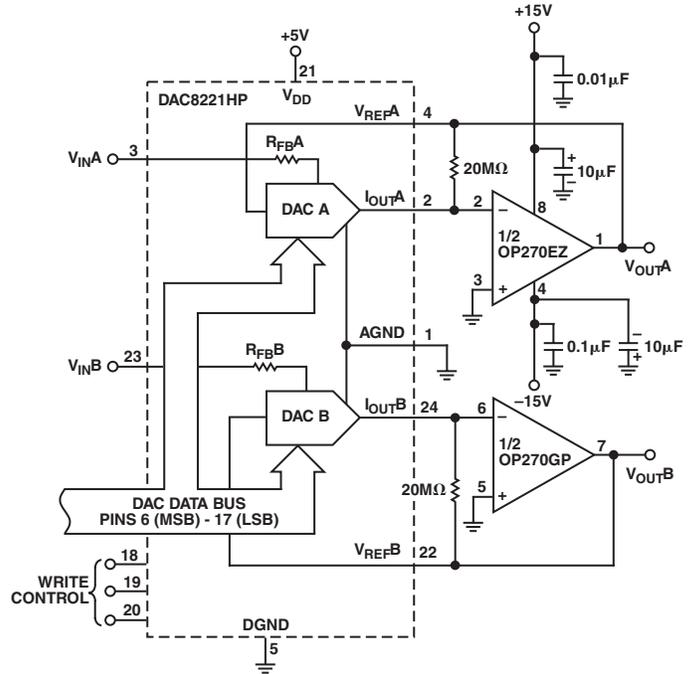 +15V
+5V
0.01µF
21
VDD
DAC8221HP
VREFA 4
VINA 3
RFBA
20MΩ
+
10µF
−
DAC A
IOUTA 2
2 −
8
1/2
OP270EZ
1
VOUTA
3 +
4
AGND 1
0.1µF
−
10µF
+
VINB 23
RFBB
−15V
DAC B
IOUTB 24
6 −
1/2
OP270GP
7
VOUTB
20MΩ
5 +
DAC DATA BUS
PINS 6 (MSB) - 17 (LSB)
VREFB 22
WRITE
CONTROL
18
19
20
DGND
5